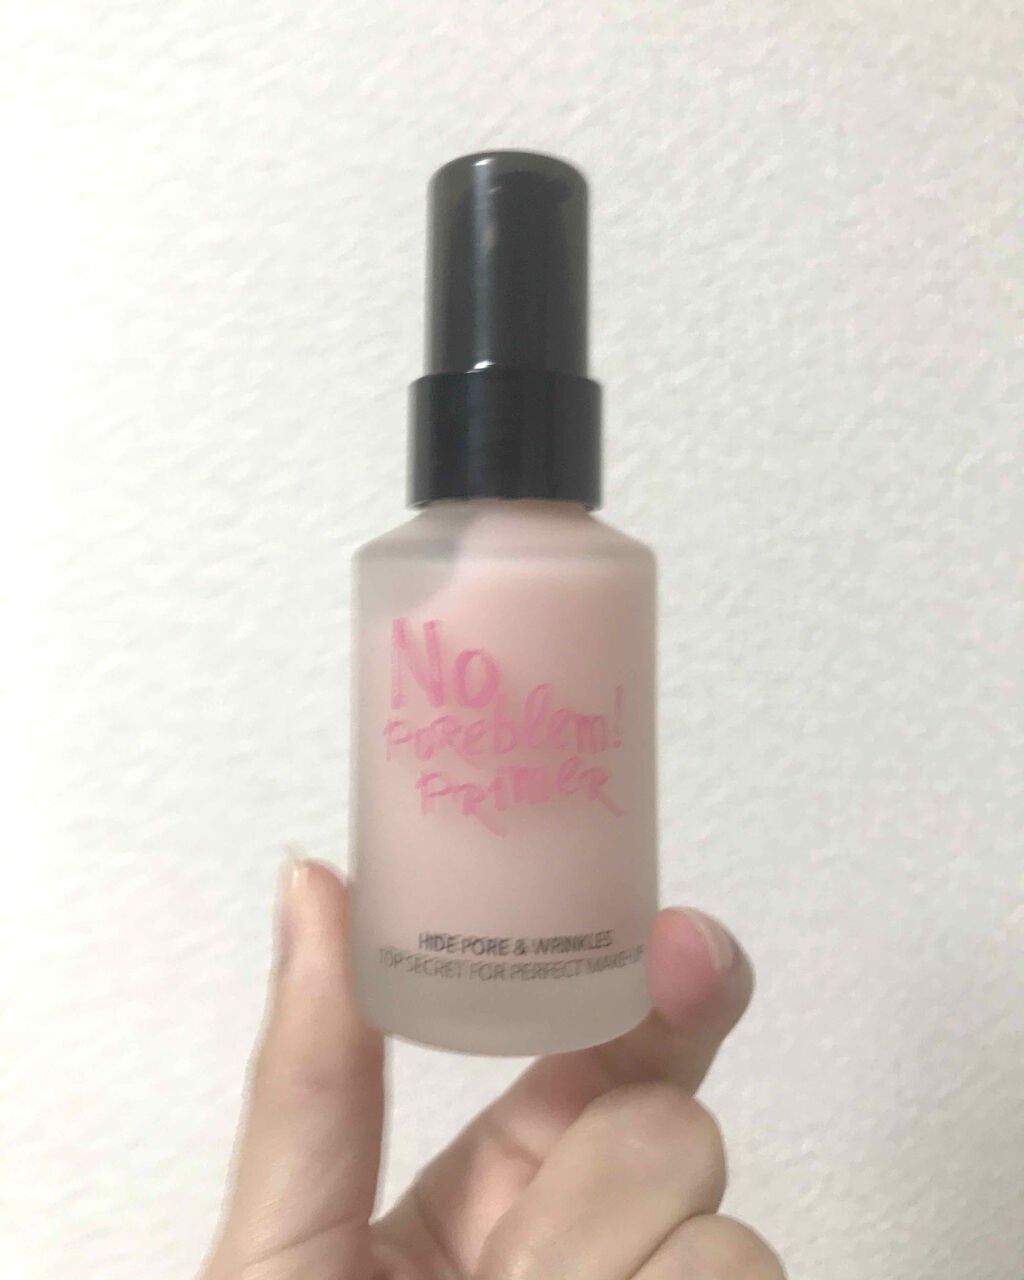 No
POREblem!
PRIMER
HIDE PORE & WRINKLES
TOP SECRET FOR PERFECT MAKE-UP